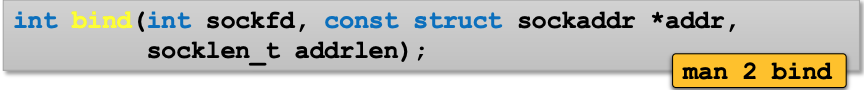 int bind(int sockfd, const struct sockaddr *addr,
socklen_t addrlen);
man 2 bind